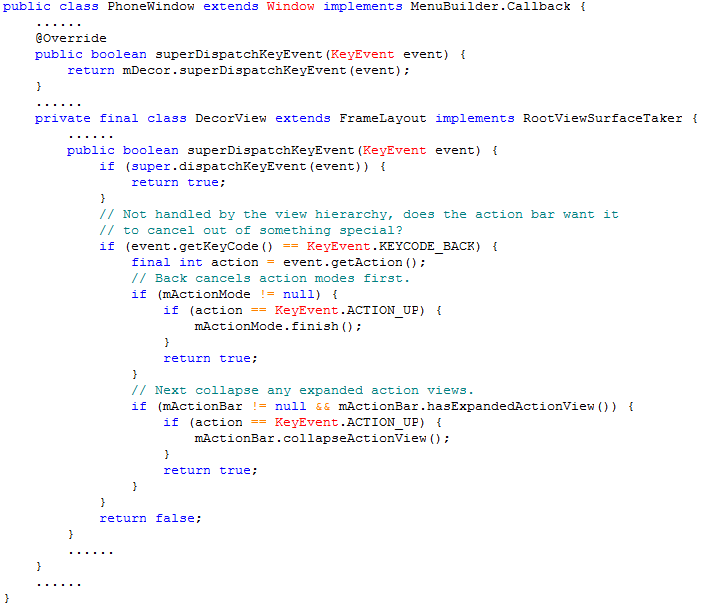 public class PhoneWindow extends Window implements MenuBuilder.Callback {
    ......
    @Override
    public boolean superDispatchKeyEvent(KeyEvent event) {
        return mDecor.superDispatchKeyEvent(event);
    }
    ......
    private final class DecorView extends FrameLayout implements RootViewSurfaceTaker {
        ......
        public boolean superDispatchKeyEvent(KeyEvent event) {
            if (super.dispatchKeyEvent(event)) {
                return true;
            }
            // Not handled by the view hierarchy, does the action bar want it
            // to cancel out of something special?
            if (event.getKeyCode() == KeyEvent.KEYCODE_BACK) {
                final int action = event.getAction();
                // Back cancels action modes first.
                if (mActionMode != null) {
                    if (action == KeyEvent.ACTION_UP) {
                        mActionMode.finish();
                    }
                    return true;
                }
                // Next collapse any expanded action views.
                if (mActionBar != null && mActionBar.hasExpandedActionView()) {
                    if (action == KeyEvent.ACTION_UP) {
                        mActionBar.collapseActionView();
                    }
                    return true;
                }
            }
            return false;
        }
        ......
    }
    ......
}